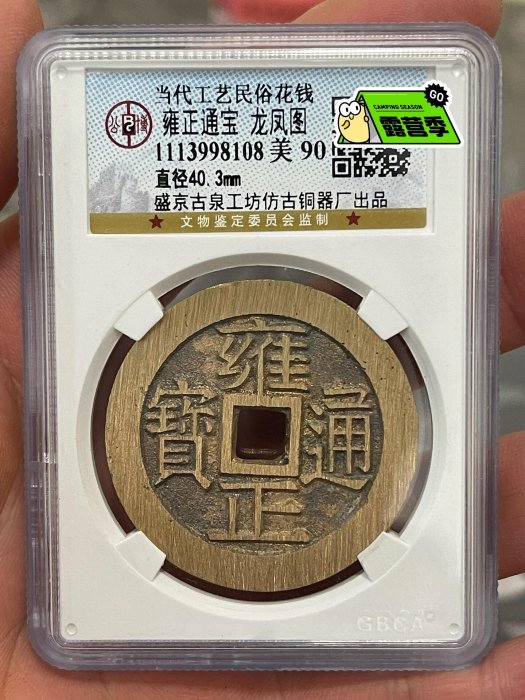 当代工艺民俗花钱
雍正通宝 龙凤图
1113998108 美 90
直径40.3mm
盛京古泉工坊仿古铜器厂出品
★ 文物鉴定委员会监制 ★
CAMPING SEASON
GO
露营季
公 博
雍
寶 通
正
GBCA